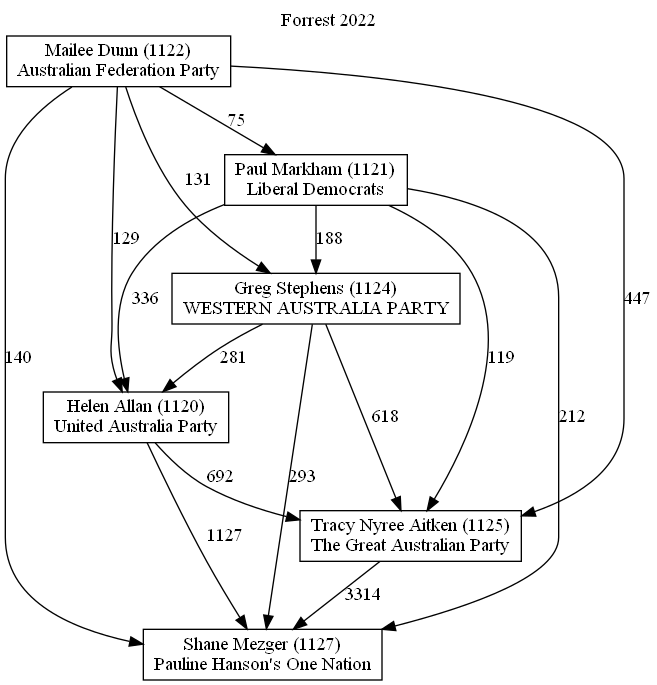 Forrest 2022
Mailee Dunn (1122)
Australian Federation Party
75
Paul Markham (1121)
Liberal Democrats
131
129
188
336
Greg Stephens (1124)
WESTERN AUSTRALIA PARTY
447
140
281
119
Helen Allan (1120)
United Australia Party
618
212
692
293
1127
Tracy Nyree Aitken (1125)
The Great Australian Party
3314
Shane Mezger (1127)
Pauline Hanson's One Nation